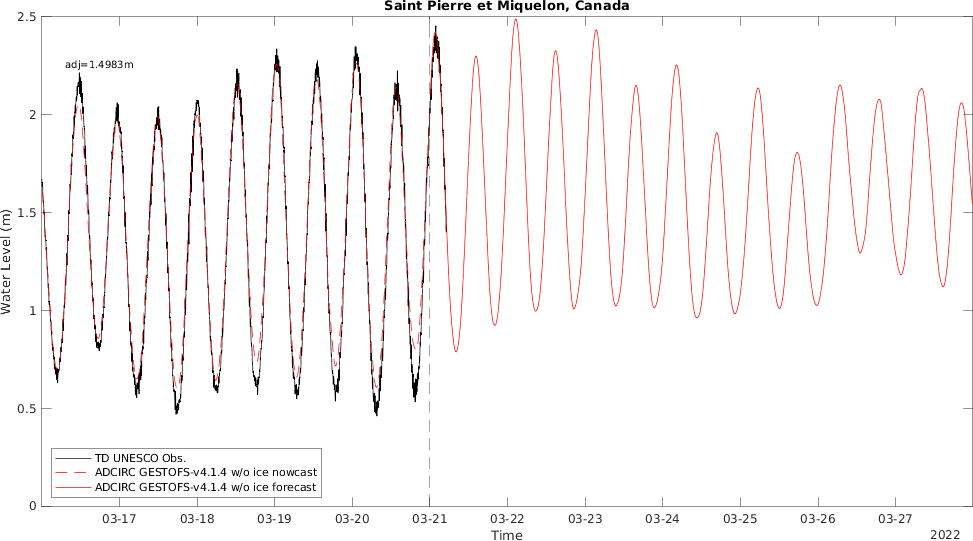 Saint Pierre et Miquelon, Canada
2.5
adj=1.4983m
2
1.5
Water Level (m)
1
0.5
TD UNESCO Obs.
ADCIRC GESTOFS-v4.1.4 w/o ice nowcast
ADCIRC GESTOFS-v4.1.4 w/o ice forecast
0
03-17 03-18 03-19 03-20 03-21 03-22 03-23 03-24 03-25 03-26 03-27
Time
2022